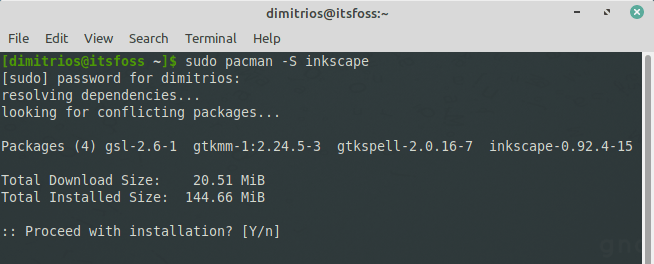 dimitrios@itsfoss:~
File Edit View Search Terminal Help
[dimitrios@itsfoss ~]$ sudo pacman -S inkscape
[sudo] password for dimitrios:
resolving dependencies...
looking for conflicting packages...
Packages (4) gsl-2.6-1 gtkmm-1:2.24.5-3 gtkspell-2.0.16-7 inkscape-0.92.4-15
Total Download Size: 20.51 MiB
Total Installed Size: 144.66 MiB
:: Proceed with installation? [Y/n]